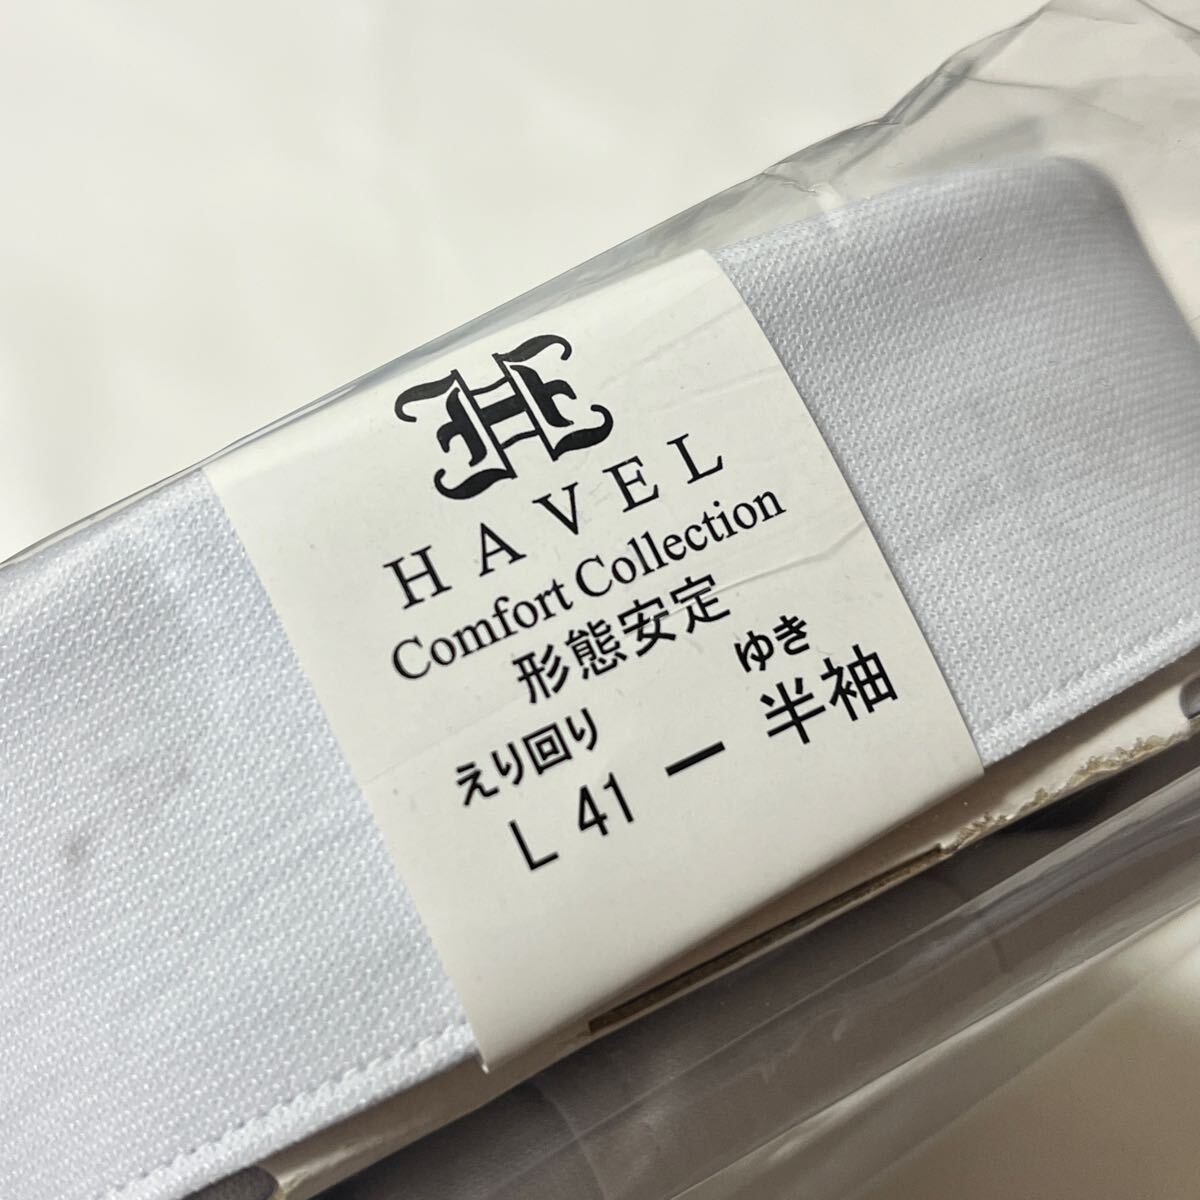 H
HAVEL
Comfort Collection
形態安定
えり回り ゆき
L 41 ー 半袖